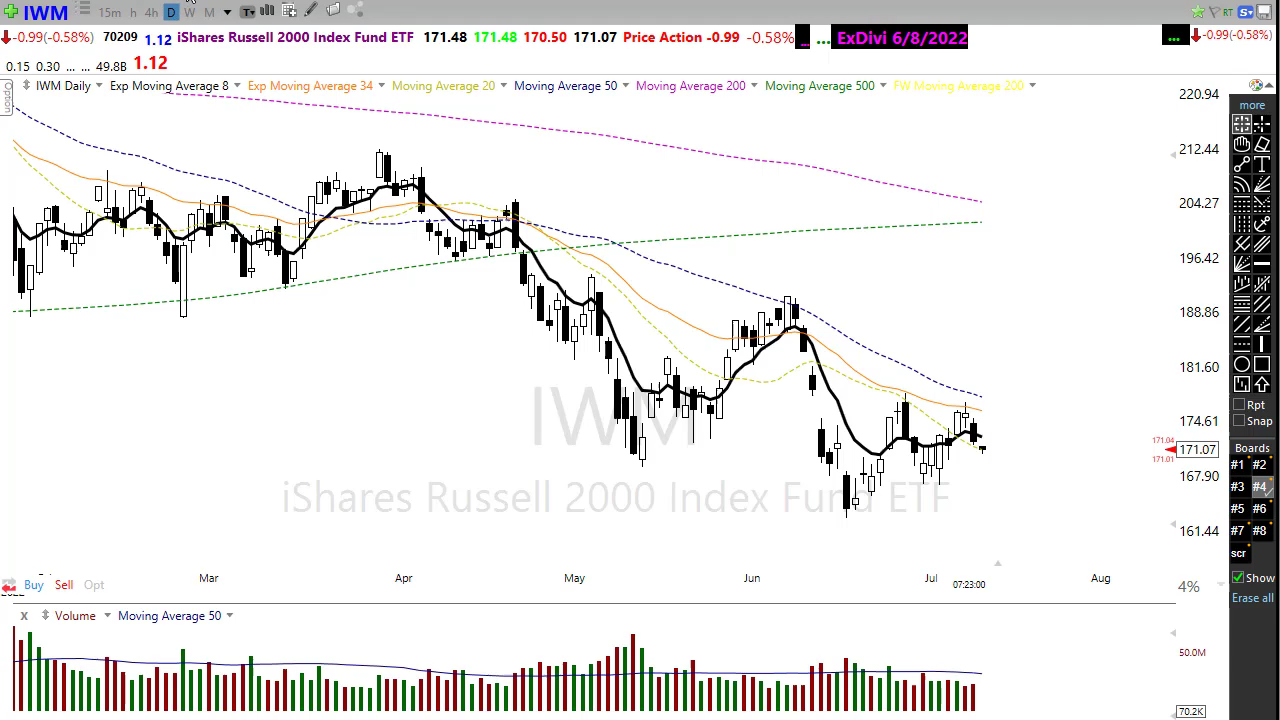 IWM 15m h 4h D W M T RT S
-0.99(-0.58%) 70209 1.12 iShares Russell 2000 Index Fund ETF 171.48 171.48 170.50 171.07 Price Action -0.99 -0.58% ... ... ExDivi 6/8/2022 ... -0.99(-0.58%)
0.15 0.30 ... ... 49.8B 1.12
Option
IWM Daily Exp Moving Average 8 Exp Moving Average 34 Moving Average 20 Moving Average 50 Moving Average 200 Moving Average 500 FW Moving Average 200
220.94
more
212.44
204.27
196.42
188.86
181.60
Rpt
Snap
174.61
171.04
171.07
171.01
167.90
161.44
IWM
iShares Russell 2000 Index Fund ETF
Boards
#1 #2
#3 #4
#5 #6
#7 #8
scr
Show
Erase all
Mar Apr May Jun Jul Aug
07:23:00
Buy Sell Opt
4%
X Volume Moving Average 50
50.0M
70.2K